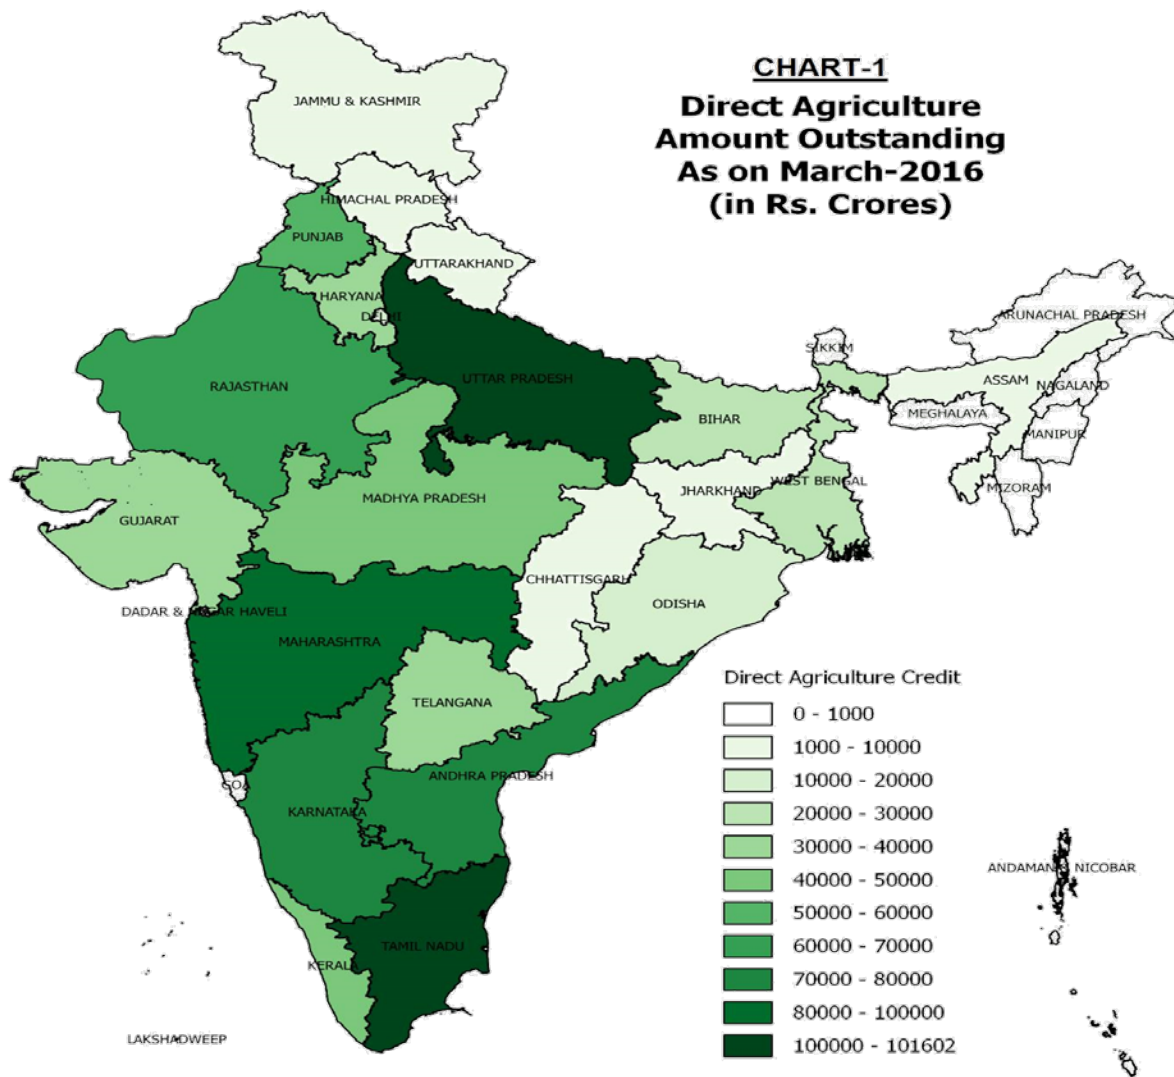 CHART-1
Direct Agriculture
Amount Outstanding
As on March-2016
(in Rs. Crores)
JAMMU & KASHMIR
HIMACHAL PRADESH
PUNJAB
UTTARAKHAND
HARYANA
DELHI
ARUNACHAL PRADESH
SIKKIM
RAJASTHAN
UTTAR PRADESH
ASSAM
NAGALAND
MEGHALAYA
BIHAR
MANIPUR
MADHYA PRADESH
JHARKHAND
WEST BENGAL
MIZORAM
GUJARAT
CHHATTISGARH
ODISHA
DADAR & NAGAR HAVELI
MAHARASHTRA
TELANGANA
GOA
ANDHRA PRADESH
KARNATAKA
TAMIL NADU
KERALA
LAKSHADWEEP
ANDAMAN & NICOBAR
Direct Agriculture Credit
0 - 1000
1000 - 10000
10000 - 20000
20000 - 30000
30000 - 40000
40000 - 50000
50000 - 60000
60000 - 70000
70000 - 80000
80000 - 100000
100000 - 101602